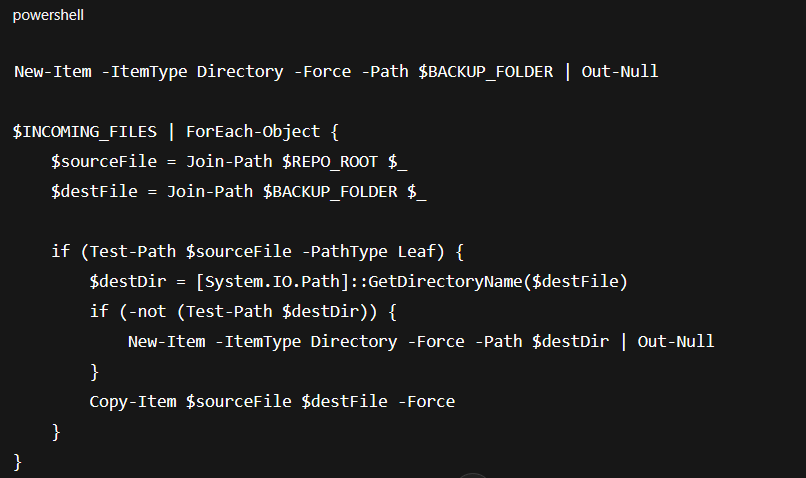 powershell
New-Item -ItemType Directory -Force -Path $BACKUP_FOLDER | Out-Null
$INCOMING_FILES | ForEach-Object {
    $sourceFile = Join-Path $REPO_ROOT $_
    $destFile = Join-Path $BACKUP_FOLDER $_
    if (Test-Path $sourceFile -PathType Leaf) {
        $destDir = [System.IO.Path]::GetDirectoryName($destFile)
        if (-not (Test-Path $destDir)) {
            New-Item -ItemType Directory -Force -Path $destDir | Out-Null
        }
        Copy-Item $sourceFile $destFile -Force
    }
}